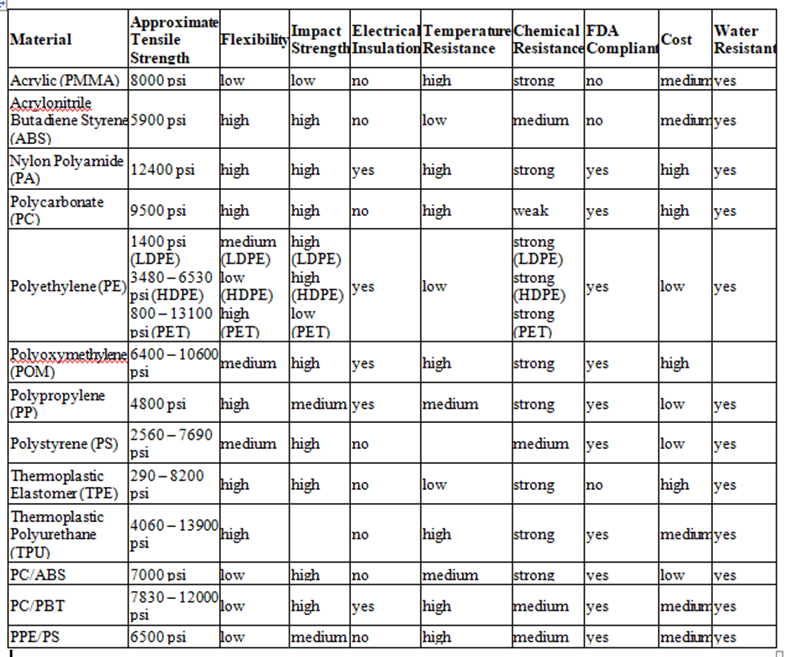 Material Approximate Tensile Strength Flexibility Impact Strength Electrical Insulation Temperature Resistance Chemical Resistance FDA Compliant Cost Water Resistant
Acrylic (PMMA) 8000 psi low low no high strong no medium yes
Acrylonitrile Butadiene Styrene (ABS) 5900 psi high high no low medium no medium yes
Nylon Polyamide (PA) 12400 psi high high yes high strong yes high yes
Polycarbonate (PC) 9500 psi high high no high weak yes high yes
Polyethylene (PE) 1400 psi (LDPE) 3480 – 6530 psi (HDPE) 800 – 13100 psi (PET) medium (LDPE) low (HDPE) high (PET) high (LDPE) high (HDPE) low (PET) yes low strong (LDPE) strong (HDPE) strong (PET) yes low yes
Polyoxymethylene (POM) 6400 – 10600 psi medium high yes high strong yes high
Polypropylene (PP) 4800 psi high medium yes medium strong yes low yes
Polystyrene (PS) 2560 – 7690 psi medium high no medium yes low yes
Thermoplastic Elastomer (TPE) 290 – 8200 psi high high no low strong no high yes
Thermoplastic Polyurethane (TPU) 4060 – 13900 psi high no high strong yes medium yes
PC/ABS 7000 psi low high no medium strong yes low yes
PC/PBT 7830 – 12000 psi low high yes high medium yes medium yes
PPE/PS 6500 psi low medium no high medium yes medium yes